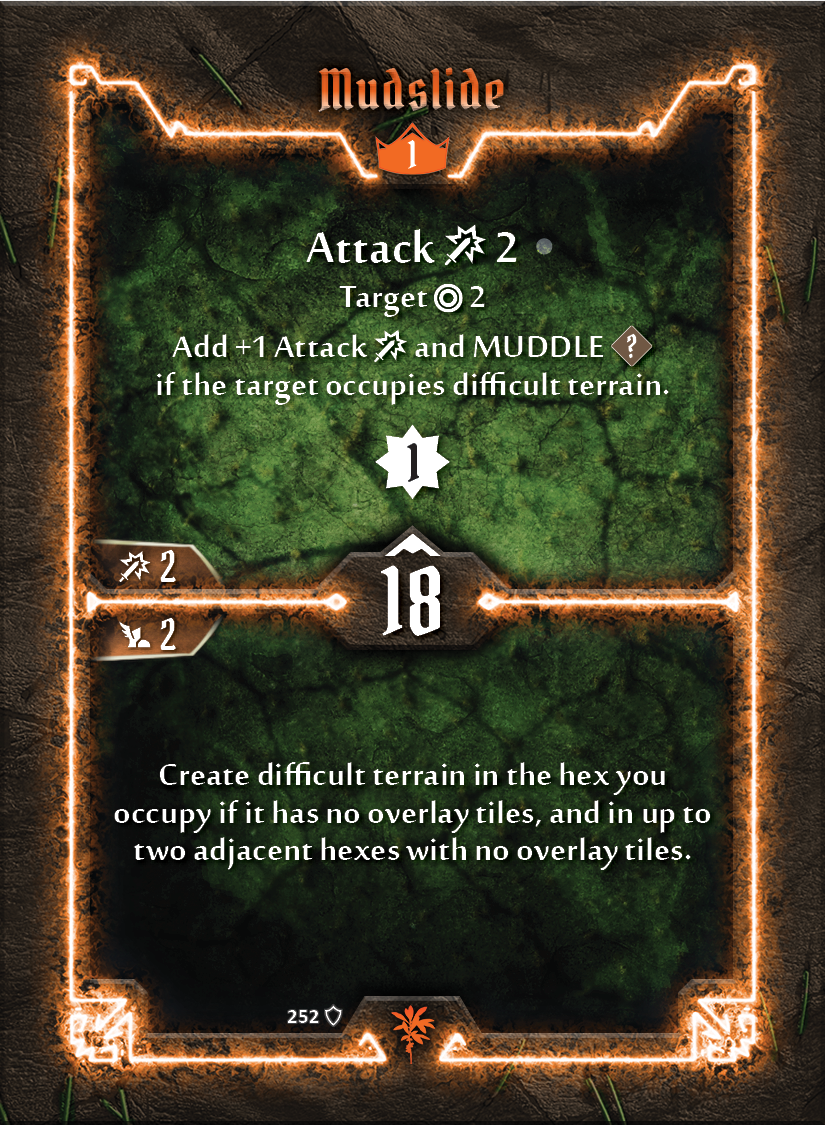 Mudslide
1
Attack 2
Target 2
Add +1 Attack and MUDDLE ?
if the target occupies difficult terrain.
1
2
18
2
Create difficult terrain in the hex you
occupy if it has no overlay tiles, and in up to
two adjacent hexes with no overlay tiles.
252